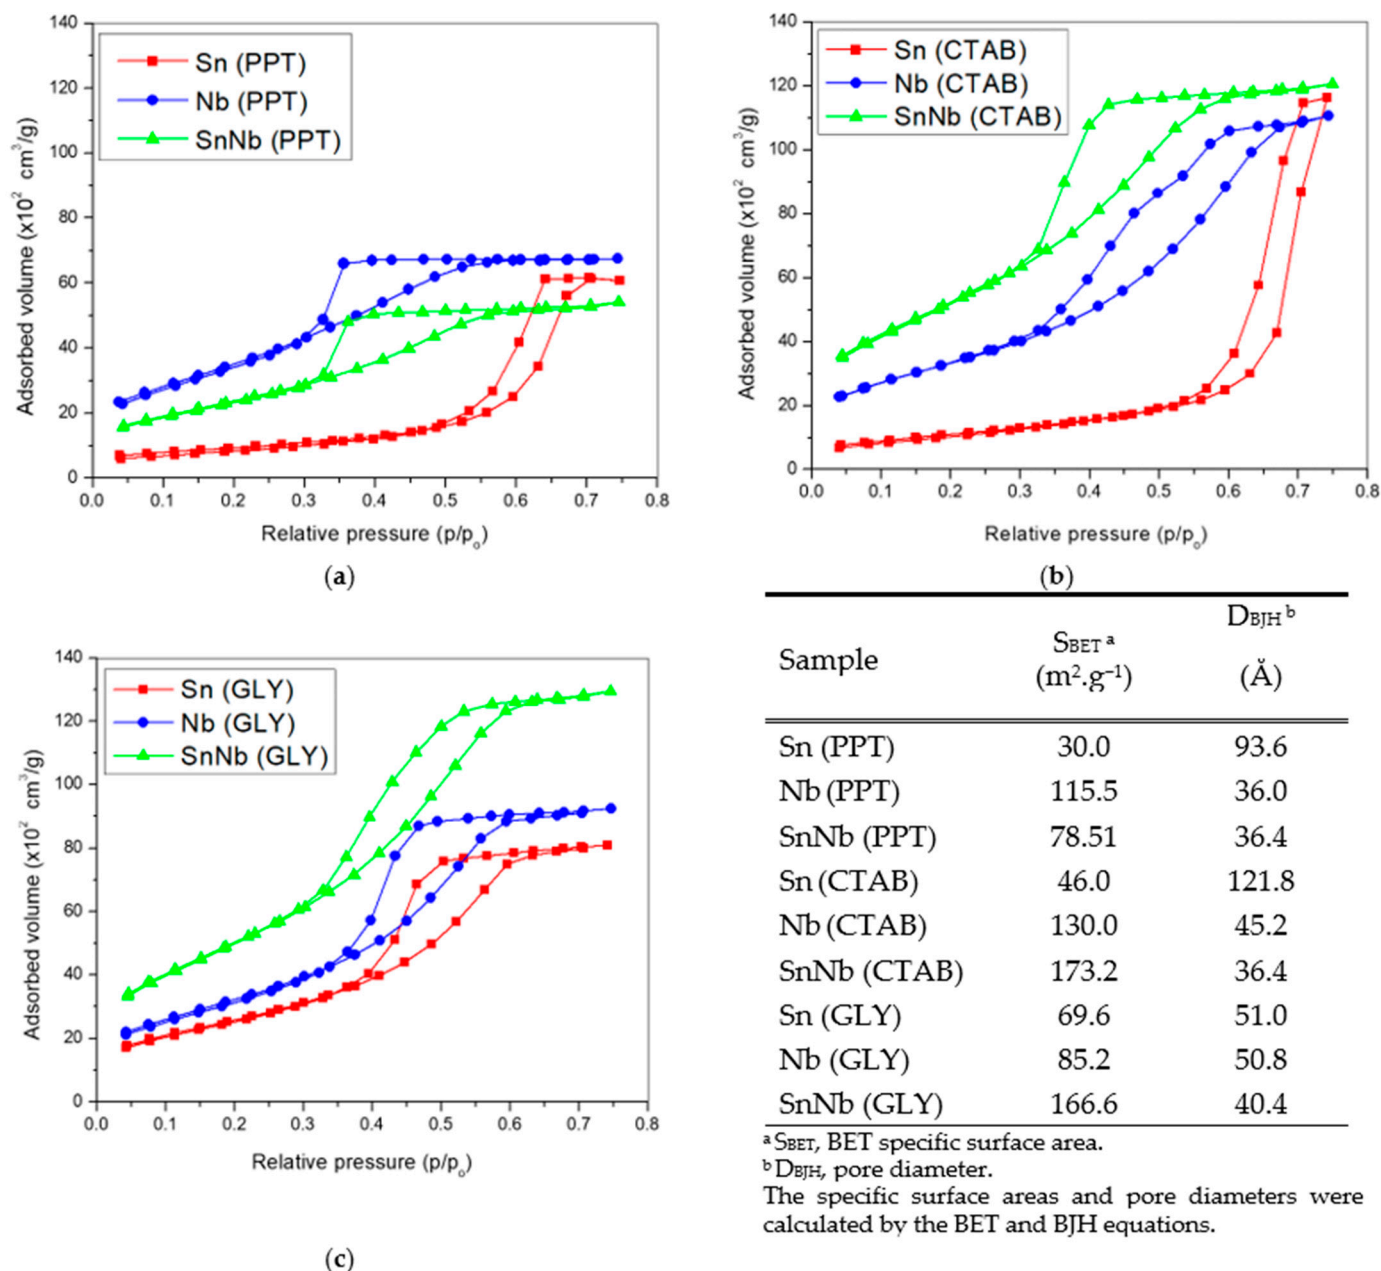 140
120
100
80
60
40
20
0
Adsorbed volume (x10² cm³/g)
Sn (PPT)
Nb (PPT)
SnNb (PPT)
0.0 0.1 0.2 0.3 0.4 0.5 0.6 0.7 0.8
Relative pressure (p/pₒ)
(a)
140
120
100
80
60
40
20
0
Adsorbed volume (x10² cm³/g)
Sn (CTAB)
Nb (CTAB)
SnNb (CTAB)
0.0 0.1 0.2 0.3 0.4 0.5 0.6 0.7 0.8
Relative pressure (p/pₒ)
(b)
140
120
100
80
60
40
20
0
Adsorbed volume (x10² cm³/g)
Sn (GLY)
Nb (GLY)
SnNb (GLY)
0.0 0.1 0.2 0.3 0.4 0.5 0.6 0.7 0.8
Relative pressure (p/pₒ)
(c)
Sample SBET ᵃ (m².g⁻¹) DBJH ᵇ (Å)
Sn (PPT) 30.0 93.6
Nb (PPT) 115.5 36.0
SnNb (PPT) 78.51 36.4
Sn (CTAB) 46.0 121.8
Nb (CTAB) 130.0 45.2
SnNb (CTAB) 173.2 36.4
Sn (GLY) 69.6 51.0
Nb (GLY) 85.2 50.8
SnNb (GLY) 166.6 40.4
ᵃ SBET, BET specific surface area.
ᵇ DBJH, pore diameter.
The specific surface areas and pore diameters were
calculated by the BET and BJH equations.